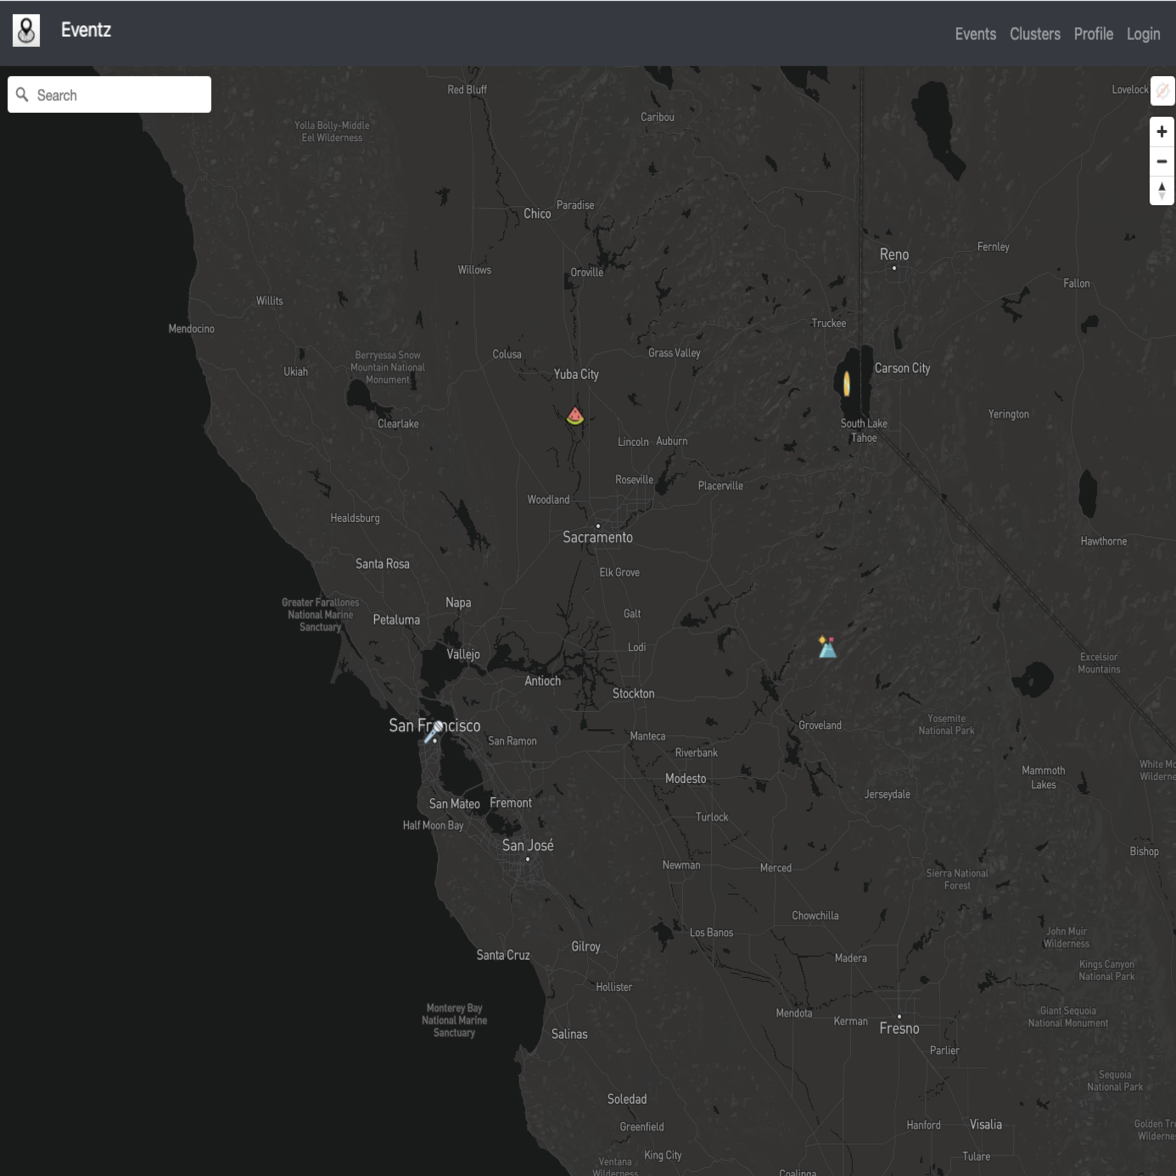 Eventz
Events Clusters Profile Login
Search
Red Bluff
Lovelock
Caribou
Yolla Bolly-Middle
Eel Wilderness
Paradise
Chico
Fernley
Reno
Willows
Oroville
Fallon
Willits
Truckee
Mendocino
Colusa
Grass Valley
Berryessa Snow
Mountain National
Monument
Ukiah
Yuba City
Carson City
Yerington
Clearlake
South Lake
Tahoe
Lincoln
Auburn
Roseville
Placerville
Woodland
Healdsburg
Sacramento
Hawthorne
Santa Rosa
Elk Grove
Greater Farallones
National Marine
Sanctuary
Napa
Petaluma
Galt
Lodi
Vallejo
Excelsior
Mountains
Antioch
Stockton
San Francisco
Groveland
Yosemite
National Park
Manteca
San Ramon
Riverbank
Modesto
Mammoth
Lakes
White Mo
Wilderne
Jerseydale
San Mateo
Fremont
Turlock
Half Moon Bay
San José
Bishop
Newman
Merced
Sierra National
Forest
Chowchilla
Los Banos
John Muir
Wilderness
Gilroy
Santa Cruz
Madera
Kings Canyon
National Park
Hollister
Monterey Bay
National Marine
Sanctuary
Mendota
Kerman
Fresno
Giant Sequoia
National Monument
Salinas
Parlier
Sequoia
National Park
Soledad
Greenfield
Hanford
Visalia
Golden Tro
Wilderness
King City
Tulare
Ventana
Wilderness
Coalinga